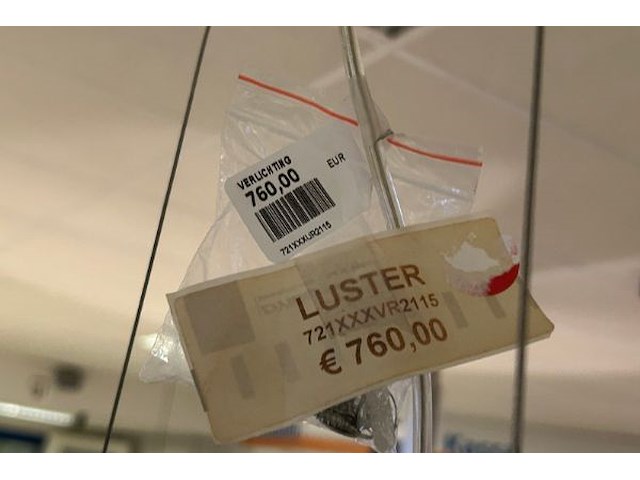 VERLICHTING
760,00 EUR
721XXXUR2115
LUSTER
721XXXVR2115
€ 760,00